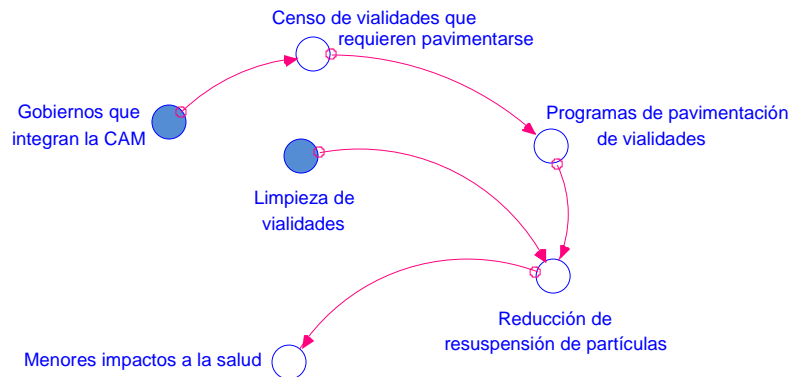 Censo de vialidades que
requieren pavimentarse
Gobiernos que
integran la CAM
Programas de pavimentación
de vialidades
Limpieza de
vialidades
Reducción de
resuspensión de partículas
Menores impactos a la salud